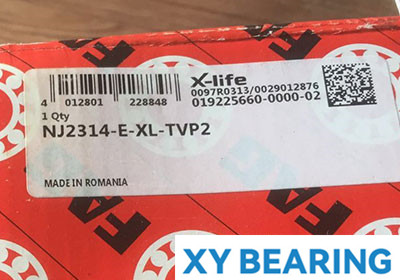 X-life
0097R0313/0029012876
019225660-0000-02
4 012801 228848
1 Qty
NJ2314-E-XL-TVP2
MADE IN ROMANIA
FAG
XY BEARING